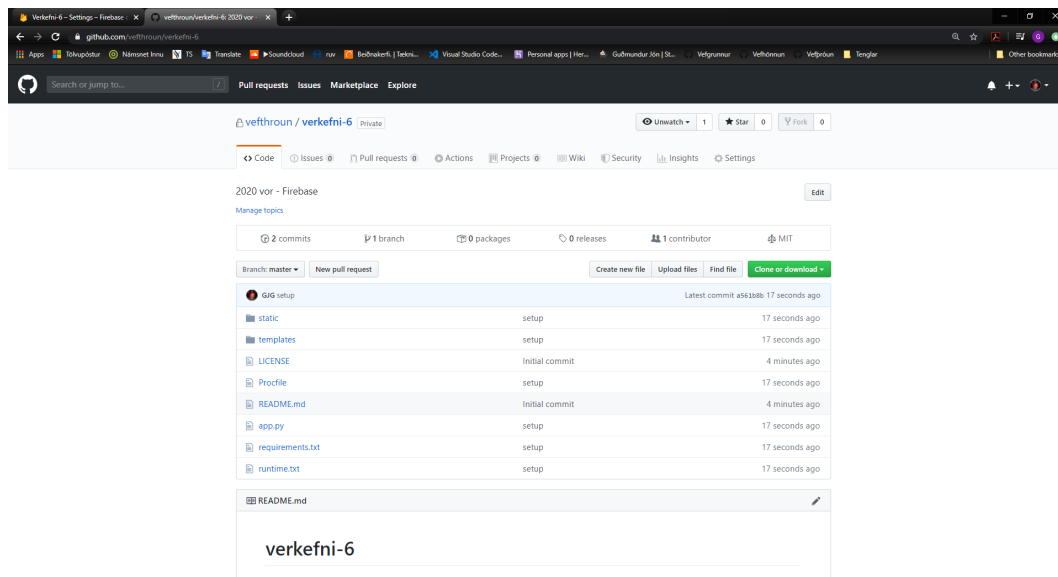 Verkefni-6 – Settings – Firebase c
vefthroun/verkefni-6: 2020 vor -
github.com/vefthroun/verkefni-6
Apps Tölvupóstur Námsnet Innu TS Translate ►Soundcloud ruv Beiðnakerfi. | Tækni... Visual Studio Code... Personal apps | Her... Guðmundur Jón | St... Vefgrunnur Vefhönnun Vefþróun Tenglar Other bookmarks
Search or jump to... / Pull requests Issues Marketplace Explore
vefthroun / verkefni-6 Private Unwatch 1 Star 0 Fork 0
Code Issues 0 Pull requests 0 Actions Projects 0 Wiki Security Insights Settings
2020 vor - Firebase Edit
Manage topics
2 commits 1 branch 0 packages 0 releases 1 contributor MIT
Branch: master New pull request Create new file Upload files Find file Clone or download
GJG setup Latest commit a561b8b 17 seconds ago
static setup 17 seconds ago
templates setup 17 seconds ago
LICENSE Initial commit 4 minutes ago
Procfile setup 17 seconds ago
README.md Initial commit 4 minutes ago
app.py setup 17 seconds ago
requirements.txt setup 17 seconds ago
runtime.txt setup 17 seconds ago
README.md
verkefni-6